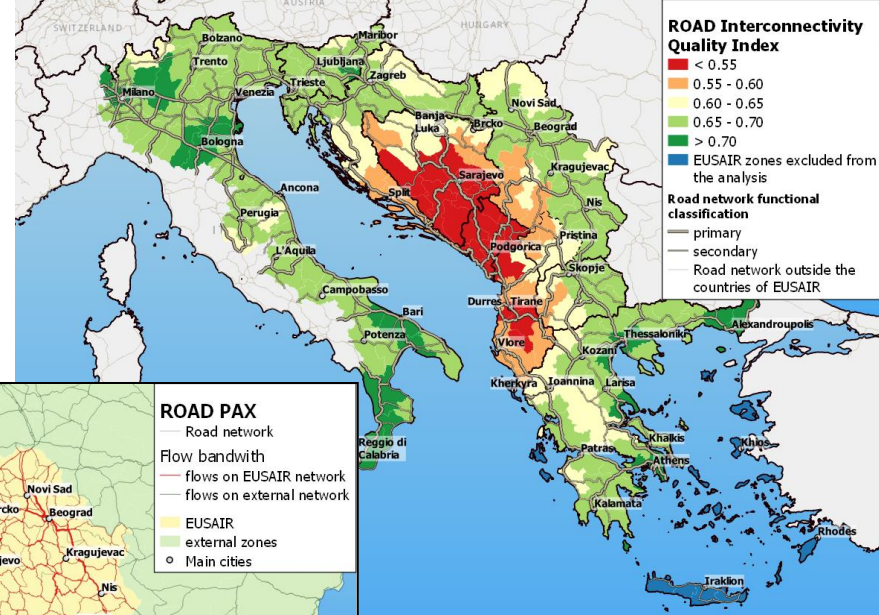 AUSTRIA
SWITZERLAND
HUNGARY
Bolzano
Maribor
Trento
Ljubljana
Zagreb
Milano
Venezia
Trieste
Novi Sad
Banja
Luka
Brcko
Beograd
Bologna
Sarajevo
Kragujevac
Ancona
Split
Nis
Perugia
Pristina
L'Aquila
Podgorica
Skopje
Campobasso
Durres
Tirane
Bari
Alexandroupolis
Potenza
Vlore
Thessaloniki
Kozani
Kherkyra
Ioannina
Larisa
Reggio di
Calabria
Khalkis
Khios
Patras
Athens
Kalamata
Rhodes
Iraklion
ROAD Interconnectivity
Quality Index
< 0.55
0.55 - 0.60
0.60 - 0.65
0.65 - 0.70
> 0.70
EUSAIR zones excluded from
the analysis
Road network functional
classification
primary
secondary
Road network outside the
countries of EUSAIR
ROAD PAX
Road network
Flow bandwith
flows on EUSAIR network
flows on external network
EUSAIR
external zones
Main cities
Novi Sad
rcko
Beograd
jevo
Kragujevac
Nis